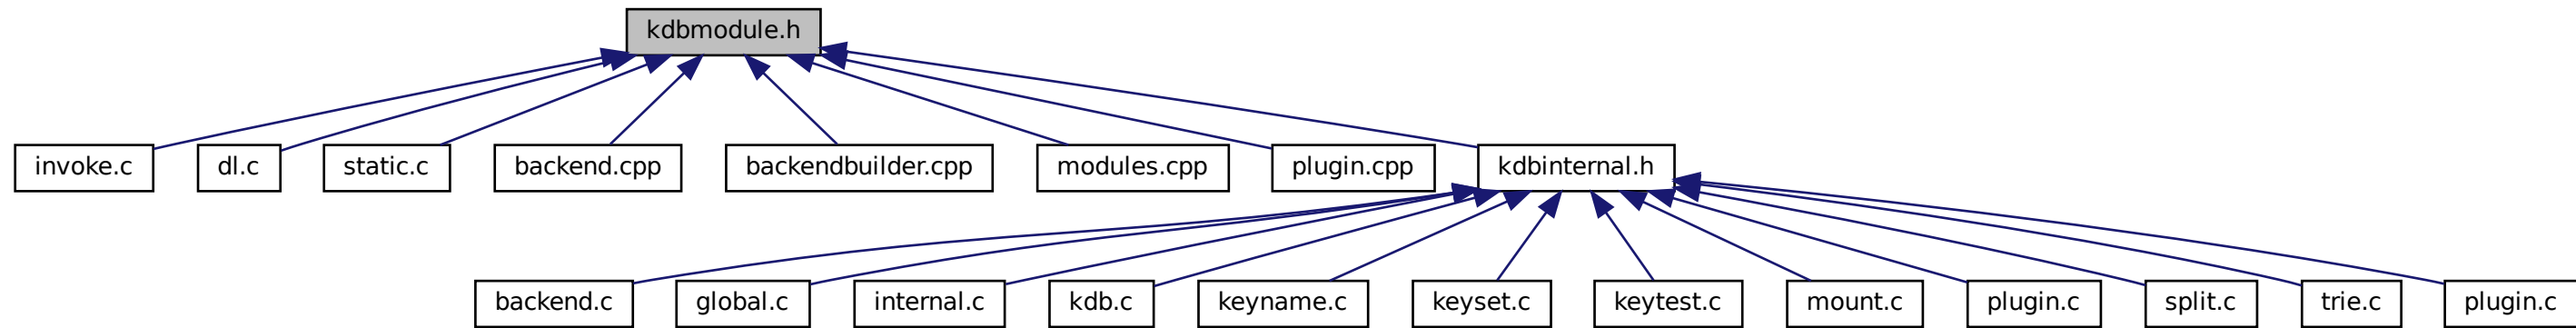 kdbmodule.h
invoke.c
dl.c
static.c
backend.cpp
backendbuilder.cpp
modules.cpp
plugin.cpp
kdbinternal.h
backend.c
global.c
internal.c
kdb.c
keyname.c
keyset.c
keytest.c
mount.c
plugin.c
split.c
trie.c
plugin.c